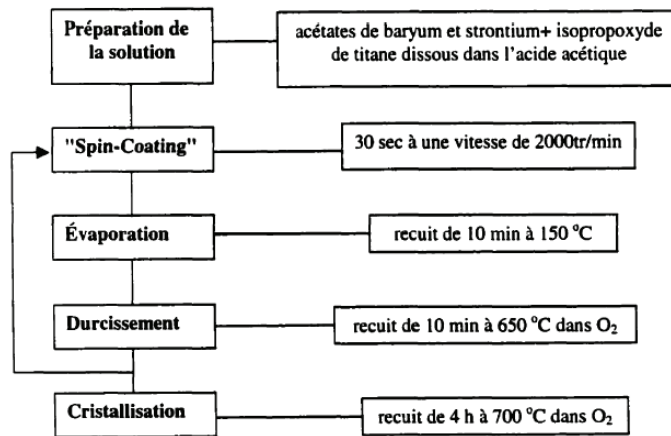 Préparation de
la solution
acétates de baryum et strontium+ isopropoxyde
de titane dissous dans l'acide acétique
"Spin-Coating"
30 sec à une vitesse de 2000tr/min
Évaporation
recuit de 10 min à 150 °C
Durcissement
recuit de 10 min à 650 °C dans O₂
Cristallisation
recuit de 4 h à 700 °C dans O₂